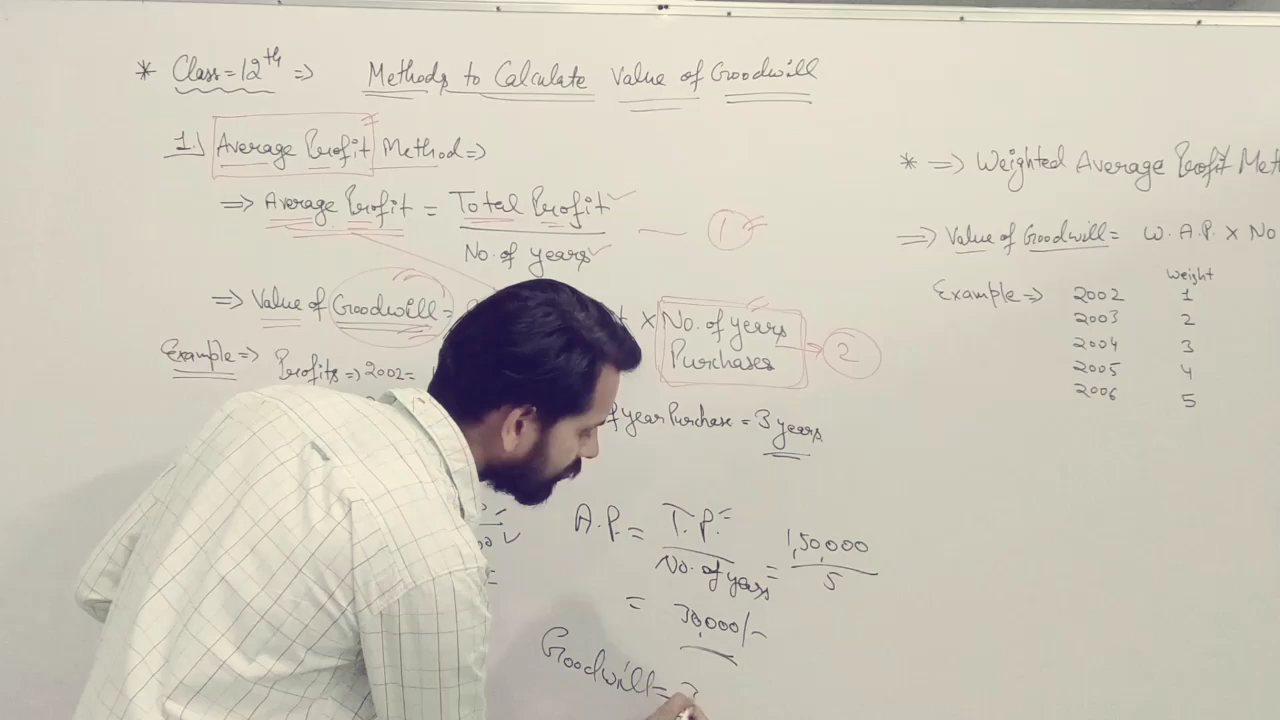 * Class=12th => Methods to Calculate Value of Goodwill
1.) Average Profit Method =>
=> Average Profit = Total Profit
No. of years
1
=> Value of Goodwill =
x No. of years
Purchases
2
Example => Profits => 2002 =
of year Purchase = 3 years
A.P. = T.P. = 1,50,000
No. of years 5
= 30,000/-
Goodwill =
* => Weighted Average Profit
=> Value of Goodwill = W.A.P. x No
weight
Example => 2002 1
2003 2
2004 3
2005 4
2006 5